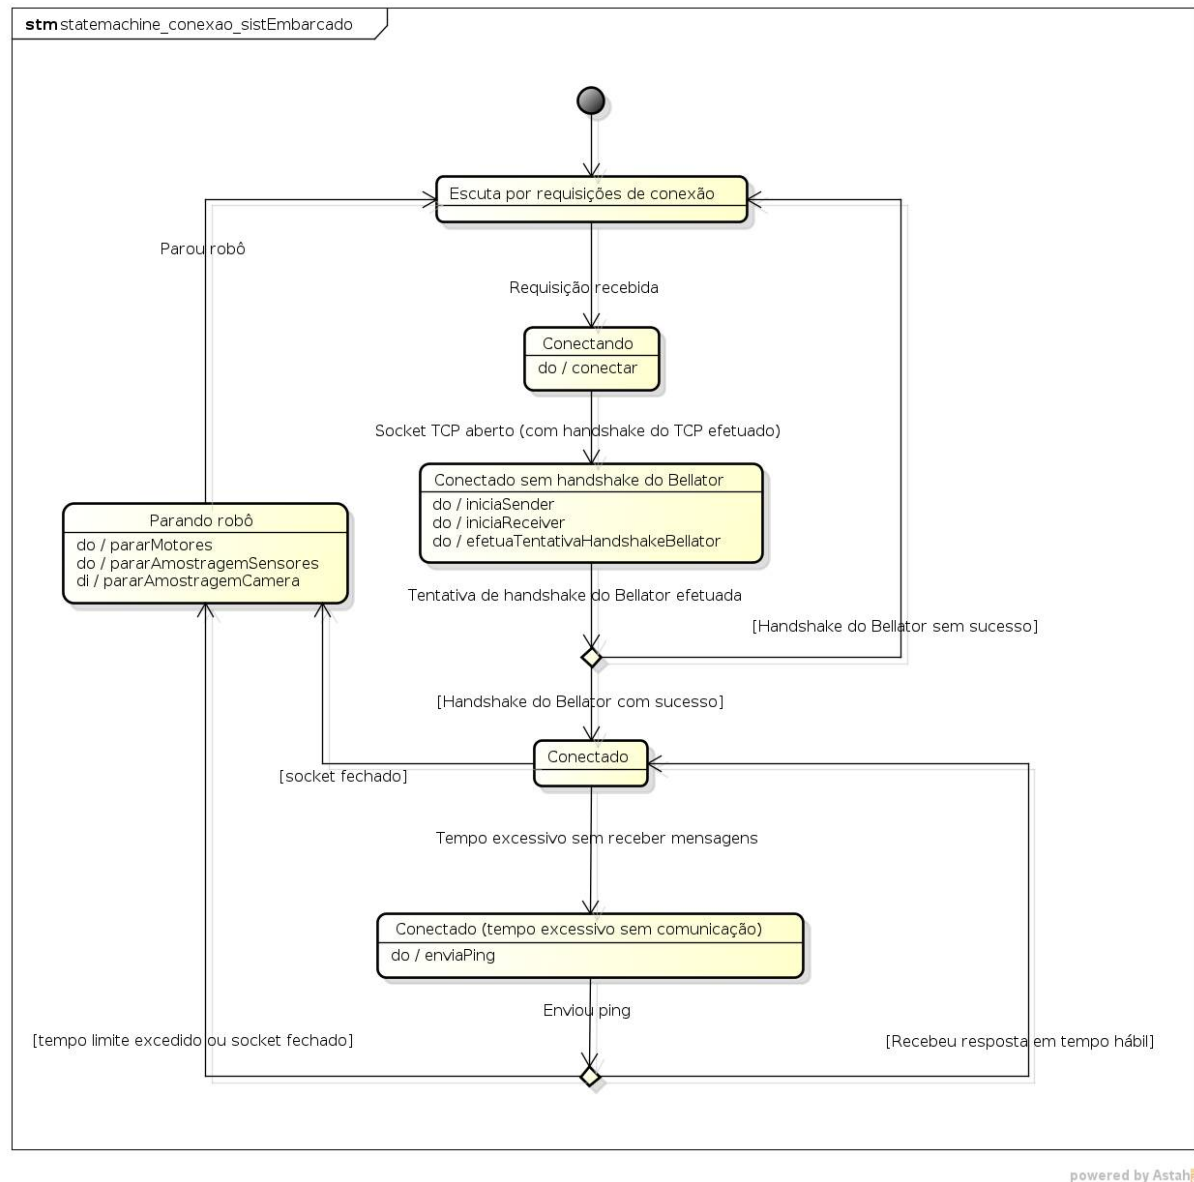 stm statemachine_conexao_sistEmbarcado
Escuta por requisições de conexão
Parou robô
Requisição recebida
Conectando
do / conectar
Socket TCP aberto (com handshake do TCP efetuado)
Conectado sem handshake do Bellator
do / iniciaSender
do / iniciaReceiver
do / efetuaTentativaHandshakeBellator
Parando robô
do / pararMotores
do / pararAmostragemSensores
di / pararAmostragemCamera
Tentativa de handshake do Bellator efetuada
[Handshake do Bellator sem sucesso]
[Handshake do Bellator com sucesso]
Conectado
[socket fechado]
Tempo excessivo sem receber mensagens
Conectado (tempo excessivo sem comunicação)
do / enviaPing
Enviou ping
[tempo limite excedido ou socket fechado]
[Recebeu resposta em tempo hábil]
powered by Astah